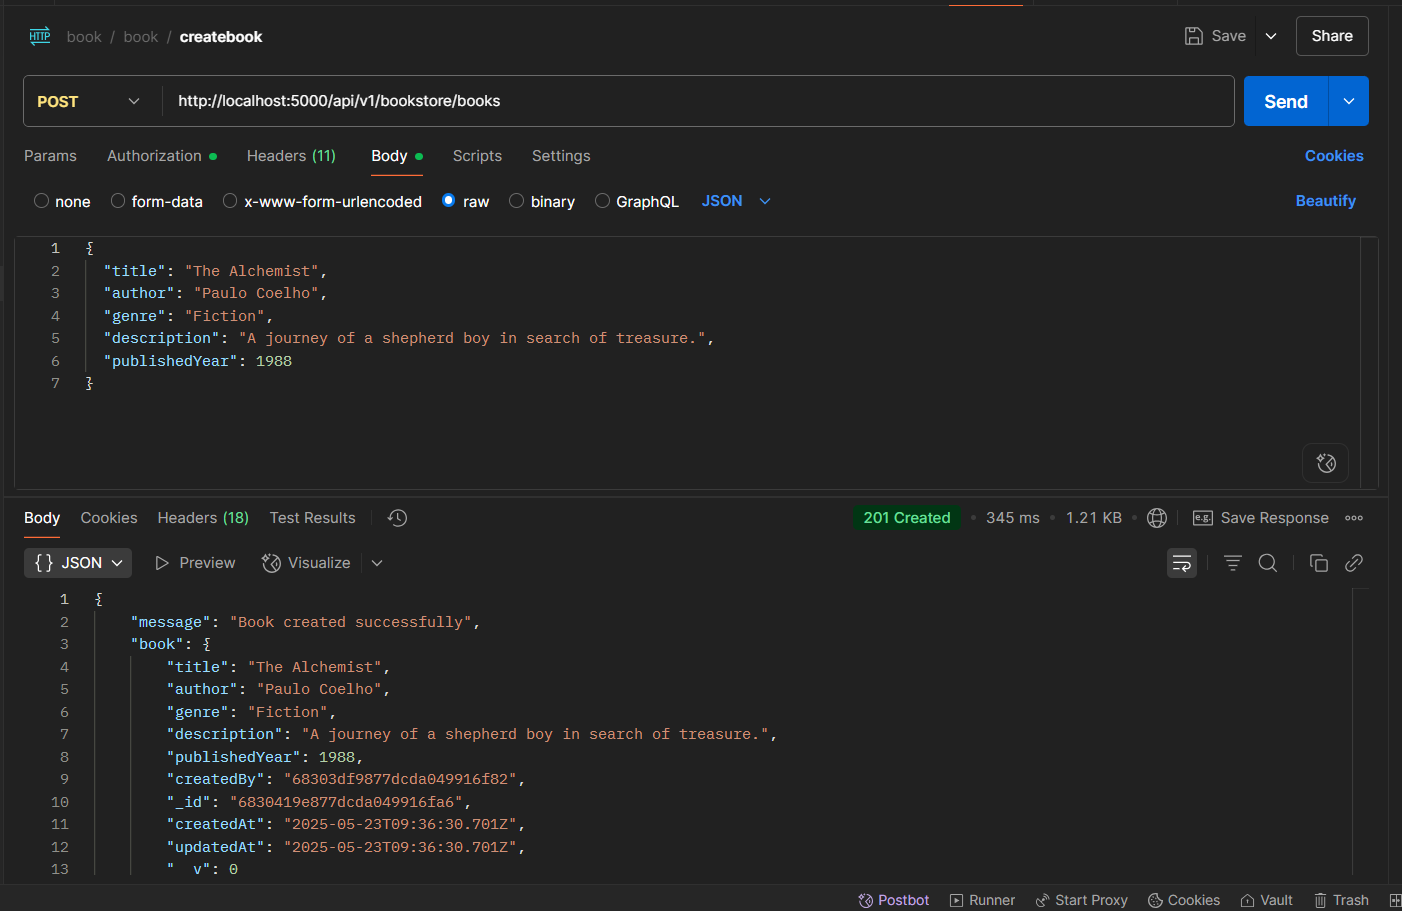 HTTP book / book / createbook Save Share
POST http://localhost:5000/api/v1/bookstore/books Send
Params Authorization Headers (11) Body Scripts Settings Cookies
none form-data x-www-form-urlencoded raw binary GraphQL JSON Beautify
1 {
2 "title": "The Alchemist",
3 "author": "Paulo Coelho",
4 "genre": "Fiction",
5 "description": "A journey of a shepherd boy in search of treasure.",
6 "publishedYear": 1988
7 }
Body Cookies Headers (18) Test Results 201 Created • 345 ms • 1.21 KB • e.g. Save Response
{} JSON Preview Visualize
1 {
2 "message": "Book created successfully",
3 "book": {
4 "title": "The Alchemist",
5 "author": "Paulo Coelho",
6 "genre": "Fiction",
7 "description": "A journey of a shepherd boy in search of treasure.",
8 "publishedYear": 1988,
9 "createdBy": "68303df9877dcda049916f82",
10 "_id": "6830419e877dcda049916fa6",
11 "createdAt": "2025-05-23T09:36:30.701Z",
12 "updatedAt": "2025-05-23T09:36:30.701Z",
13 "__v": 0
Postbot Runner Start Proxy Cookies Vault Trash